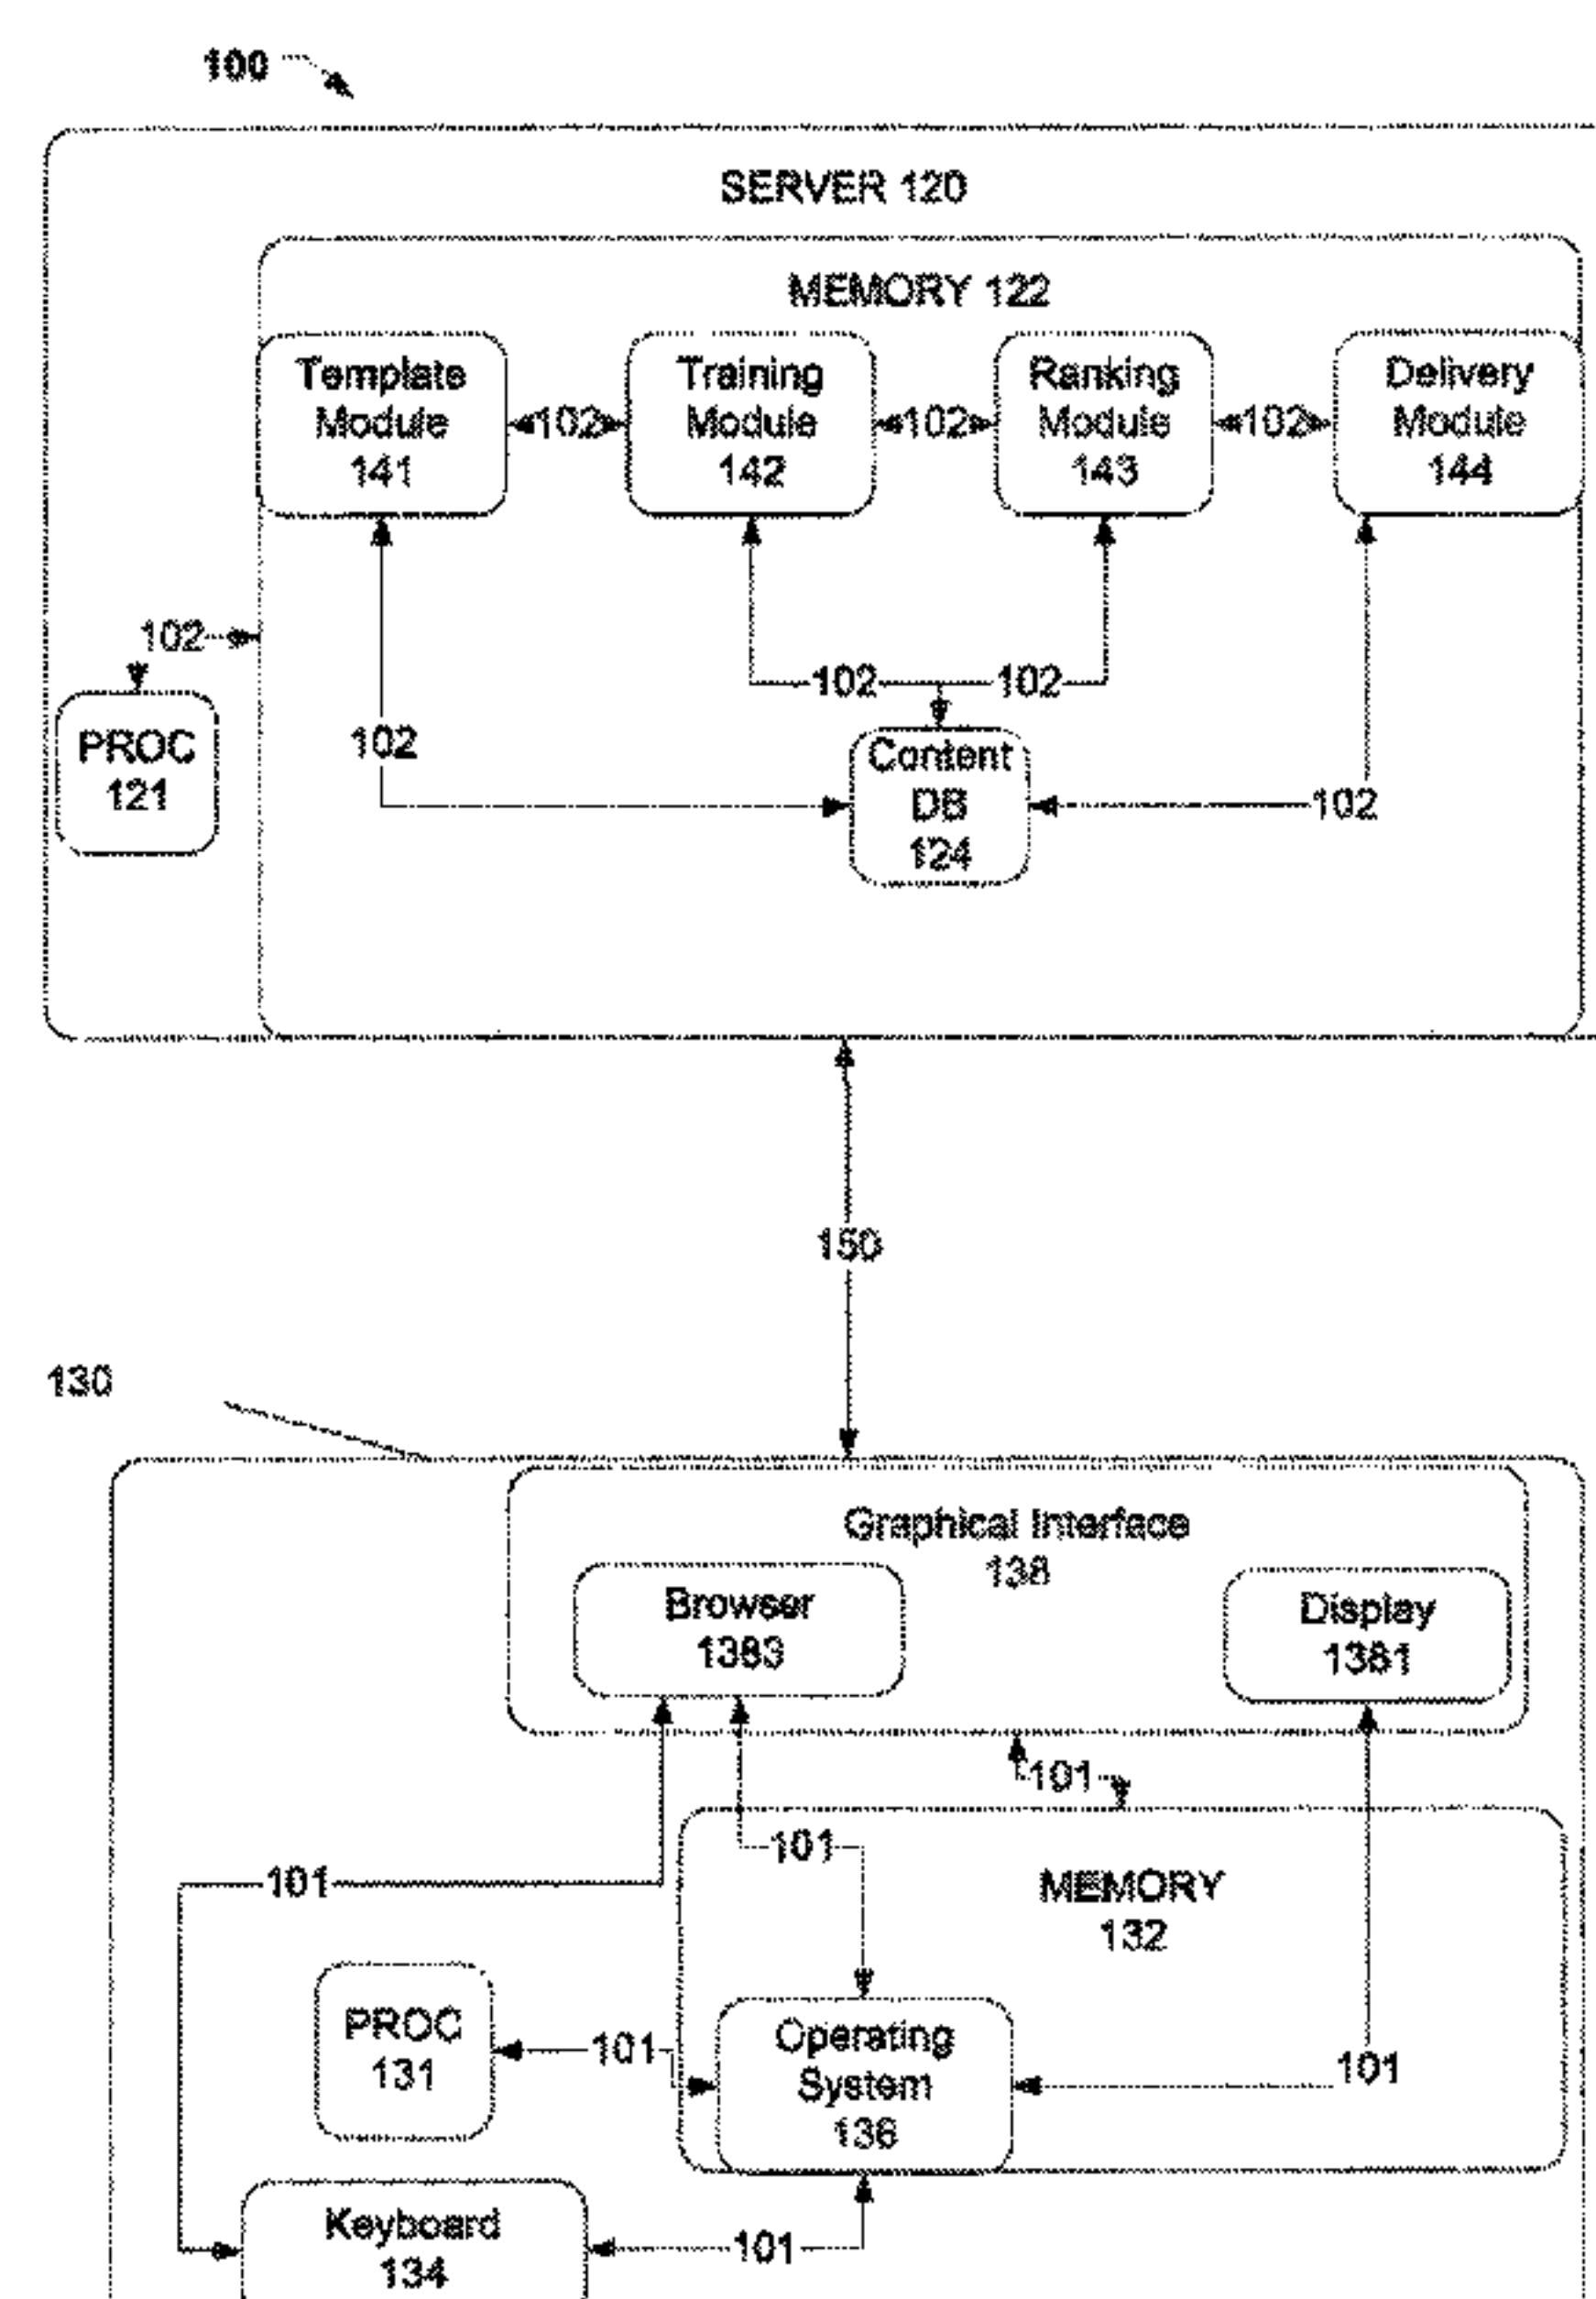 100
SERVER 120
MEMORY 122
Template
Module
141
102
Training
Module
142
102
Ranking
Module
143
102
Delivery
Module
144
102
PROC
121
102
102
102
102
Content
DB
124
150
130
Graphical Interface
138
Browser
1383
Display
1381
101
101
101
MEMORY
132
PROC
131
101
Operating
System
136
101
Keyboard
134
101